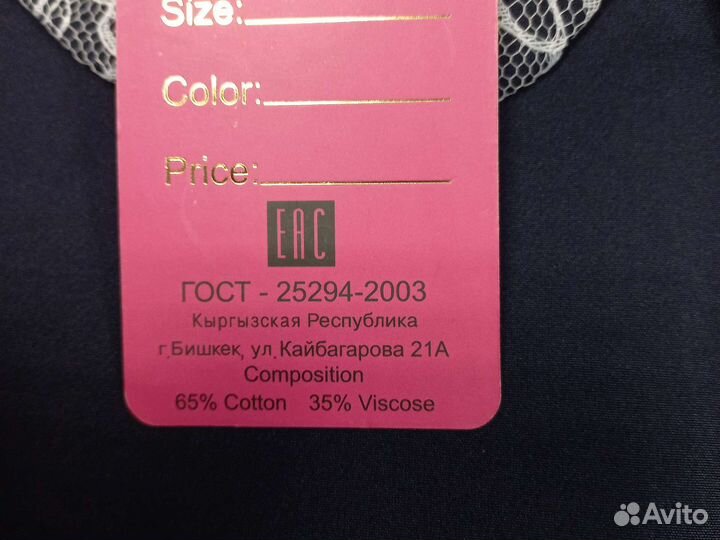 Size:
Color:
Price:
EAC
ГОСТ - 25294-2003
Кыргызская Республика
г.Бишкек, ул.Кайбагарова 21А
Composition
65% Cotton 35% Viscose
Avito